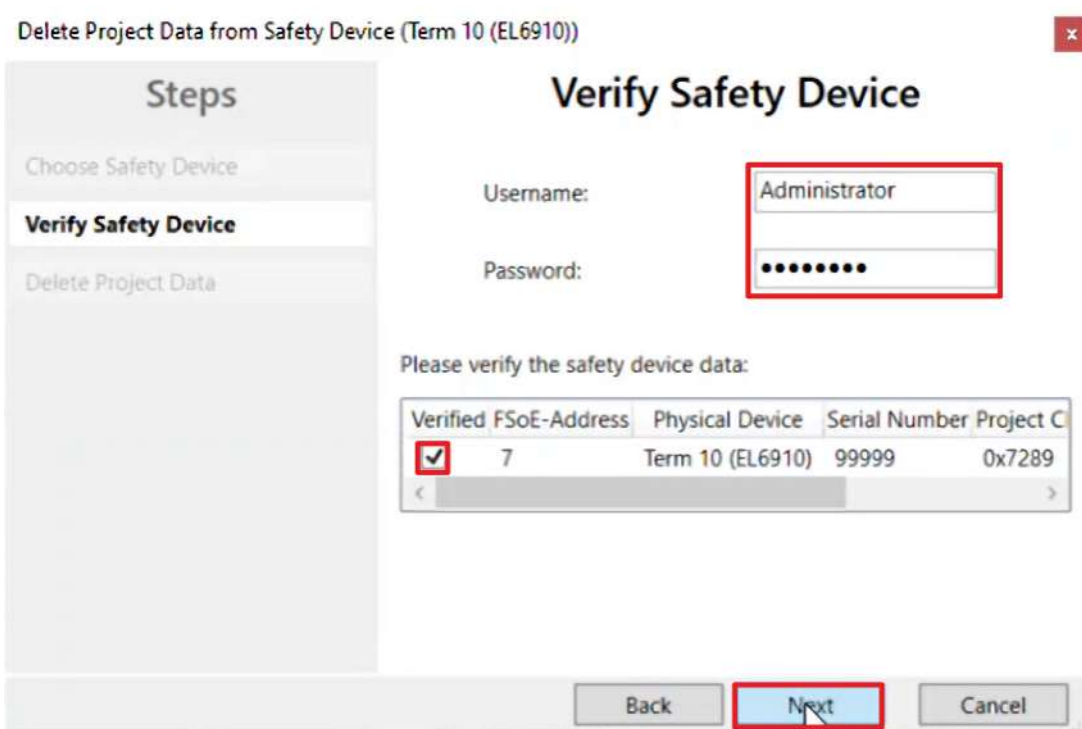 Delete Project Data from Safety Device (Term 10 (EL6910))
x
Steps
Choose Safety Device
Verify Safety Device
Delete Project Data
Verify Safety Device
Username:
Administrator
Password:
●●●●●●●●
Please verify the safety device data:
Verified FSoE-Address Physical Device Serial Number Project C
7 Term 10 (EL6910) 99999 0x7289
Back Next Cancel